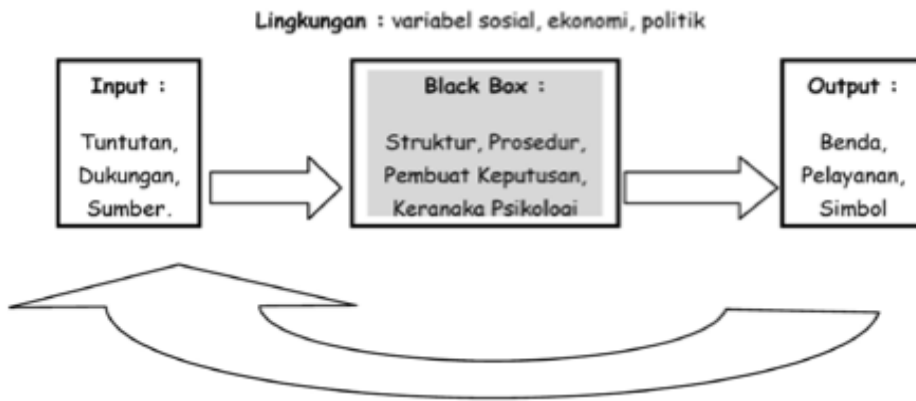 Lingkungan : variabel sosial, ekonomi, politik
Input :
Tuntutan,
Dukungan,
Sumber.
Black Box :
Struktur, Prosedur,
Pembuat Keputusan,
Keranaka Psikologi
Output :
Benda,
Pelayanan,
Simbol